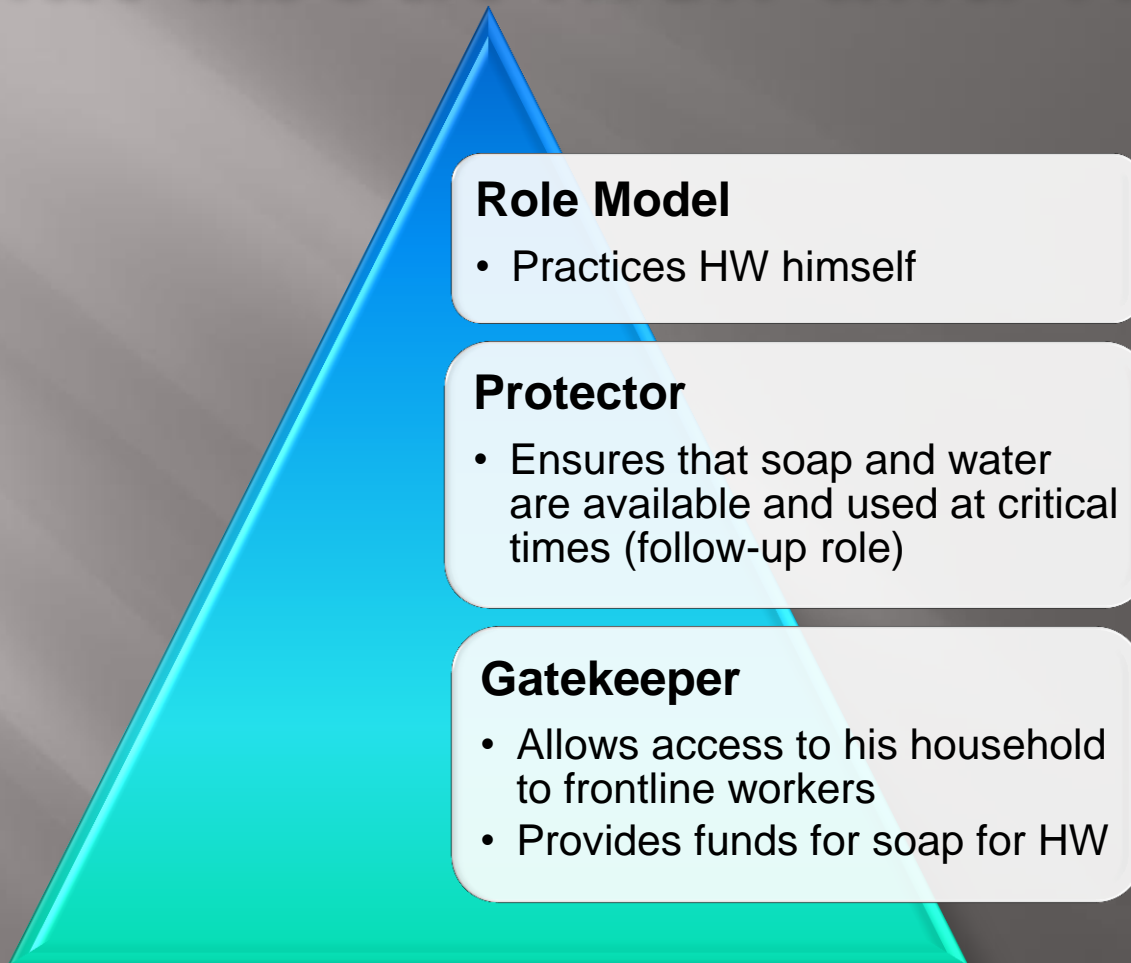 Role Model
• Practices HW himself
Protector
• Ensures that soap and water
are available and used at critical
times (follow-up role)
Gatekeeper
• Allows access to his household
to frontline workers
• Provides funds for soap for HW